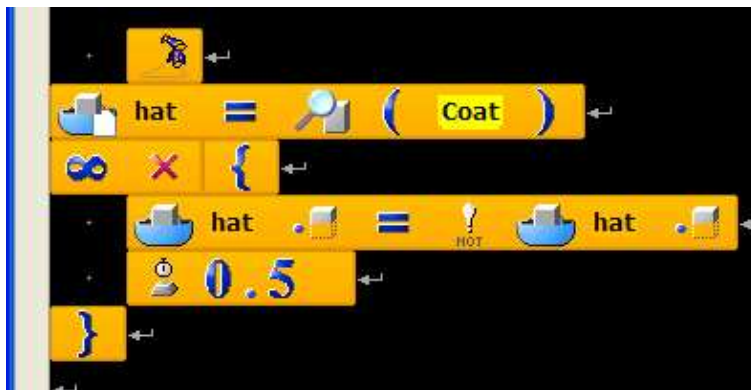 hat = ( Coat )
∞ × {
hat . = NOT hat .
0.5
}